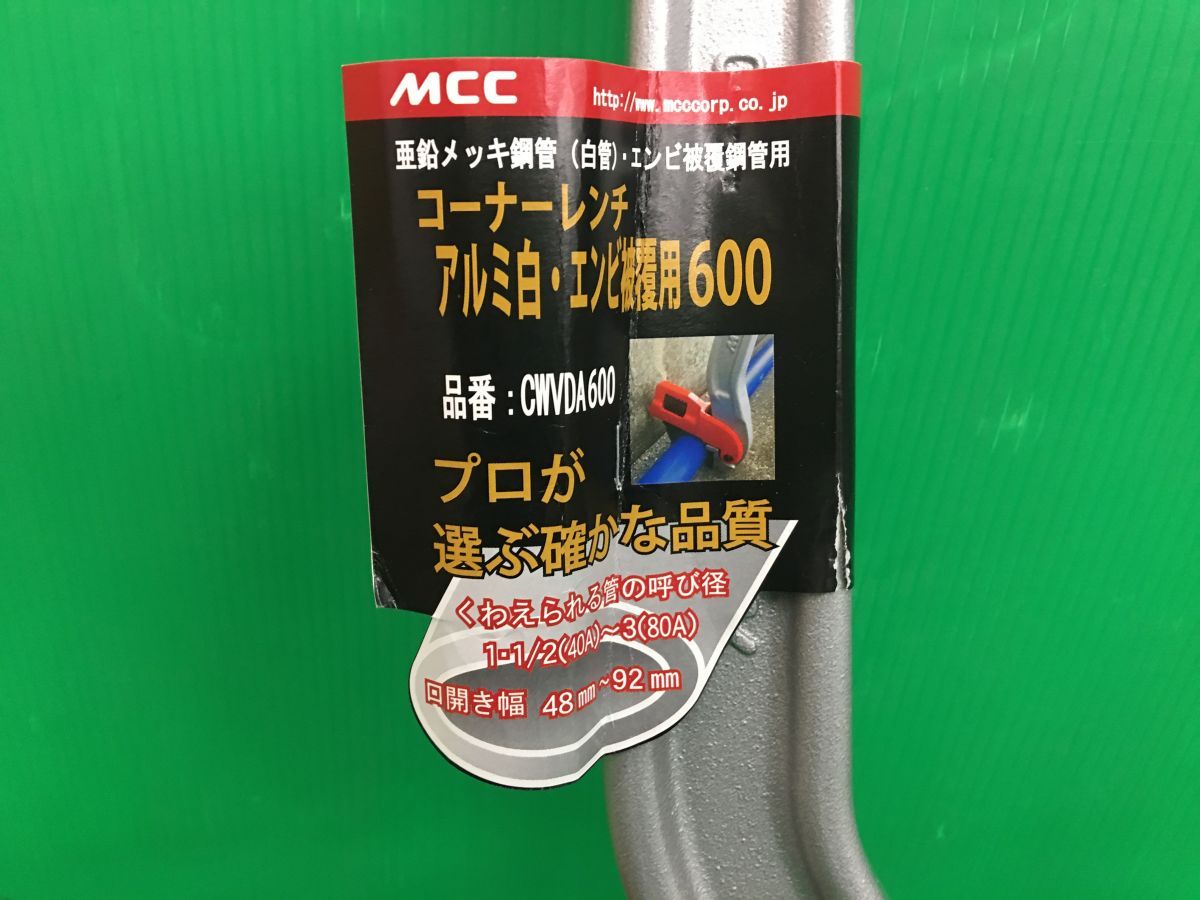 MCC
http://www.mcccorp.co.jp
亜鉛メッキ鋼管（白管）・エンビ被覆鋼管用
コーナーレンチ
アルミ白・エンビ被覆用600
品番：CWVDA600
プロが
選ぶ確かな品質
くわえられる管の呼び径
1-1/2(40A)～3(80A)
口開き幅 48mm～92mm